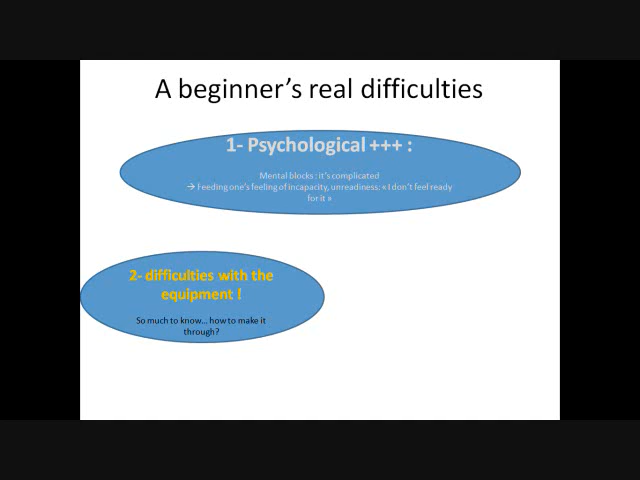 A beginner's real difficulties
1- Psychological +++ :
Mental blocks : it's complicated
→ Feeding one's feeling of incapacity, unreadiness: « I don't feel ready
for it »
2- difficulties with the
equipment !
So much to know... how to make it
through?